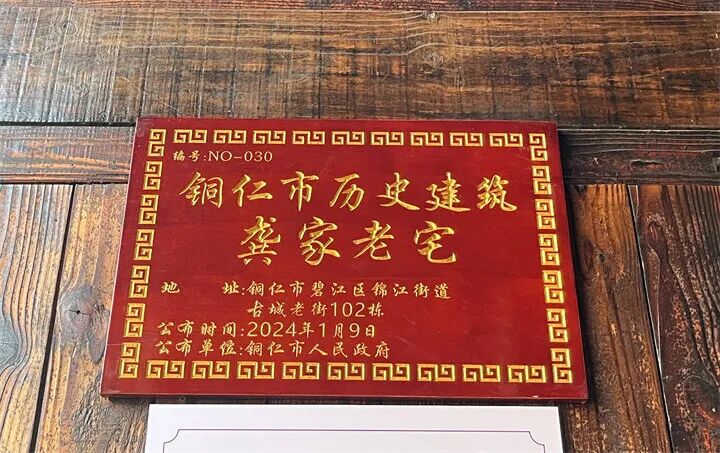 编号:NO-030
铜仁市历史建筑
龚家老宅
地 址:铜仁市碧江区锦江街道
古城老街102栋
公布时间:2024年1月9日
公布单位:铜仁市人民政府